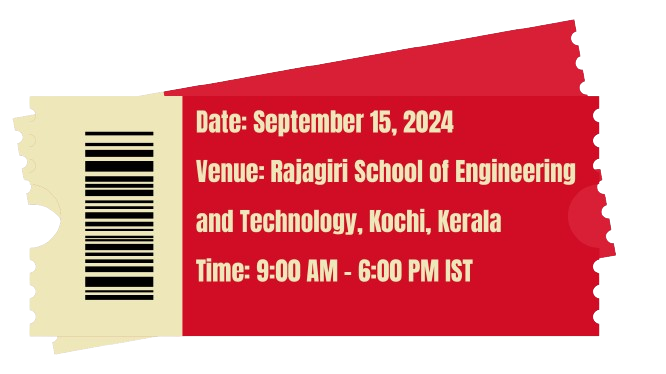 Date: September 15, 2024
Venue: Rajagiri School of Engineering
and Technology, Kochi, Kerala
Time: 9:00 AM - 6:00 PM IST